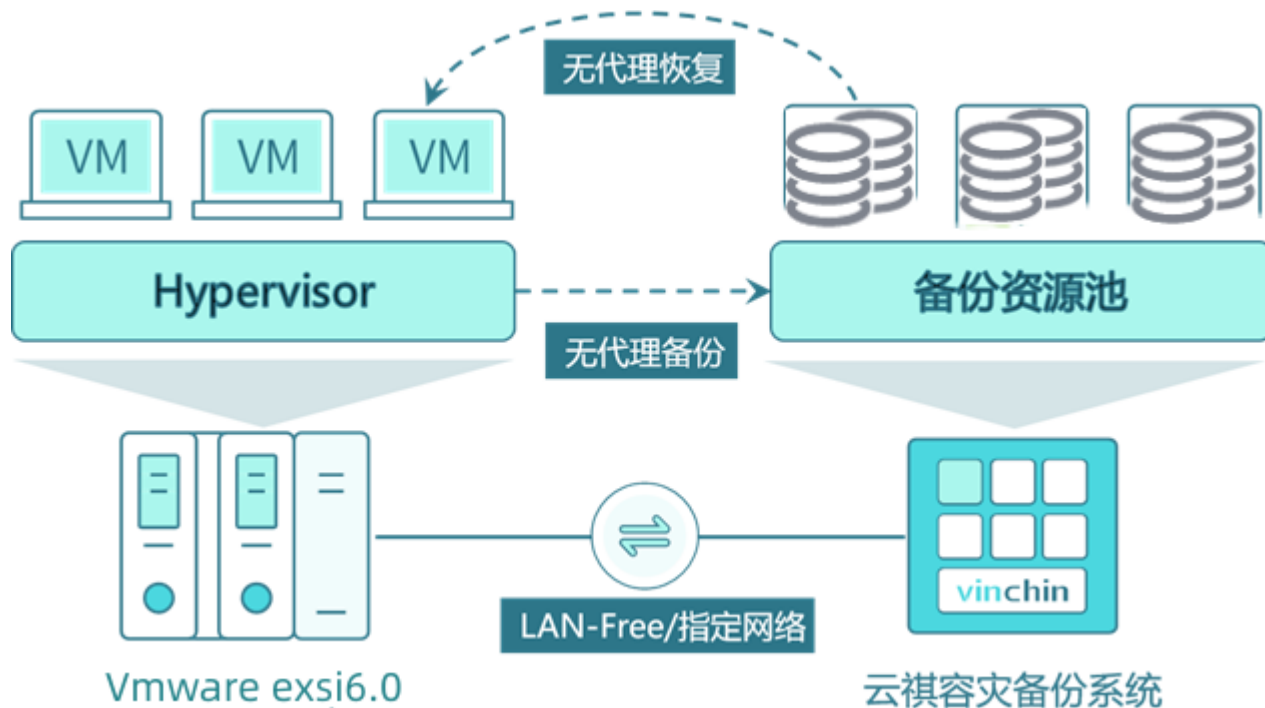 无代理恢复
VM
VM
VM
Hypervisor
备份资源池
无代理备份
vinchin
LAN-Free/指定网络
Vmware exsi6.0
云祺容灾备份系统